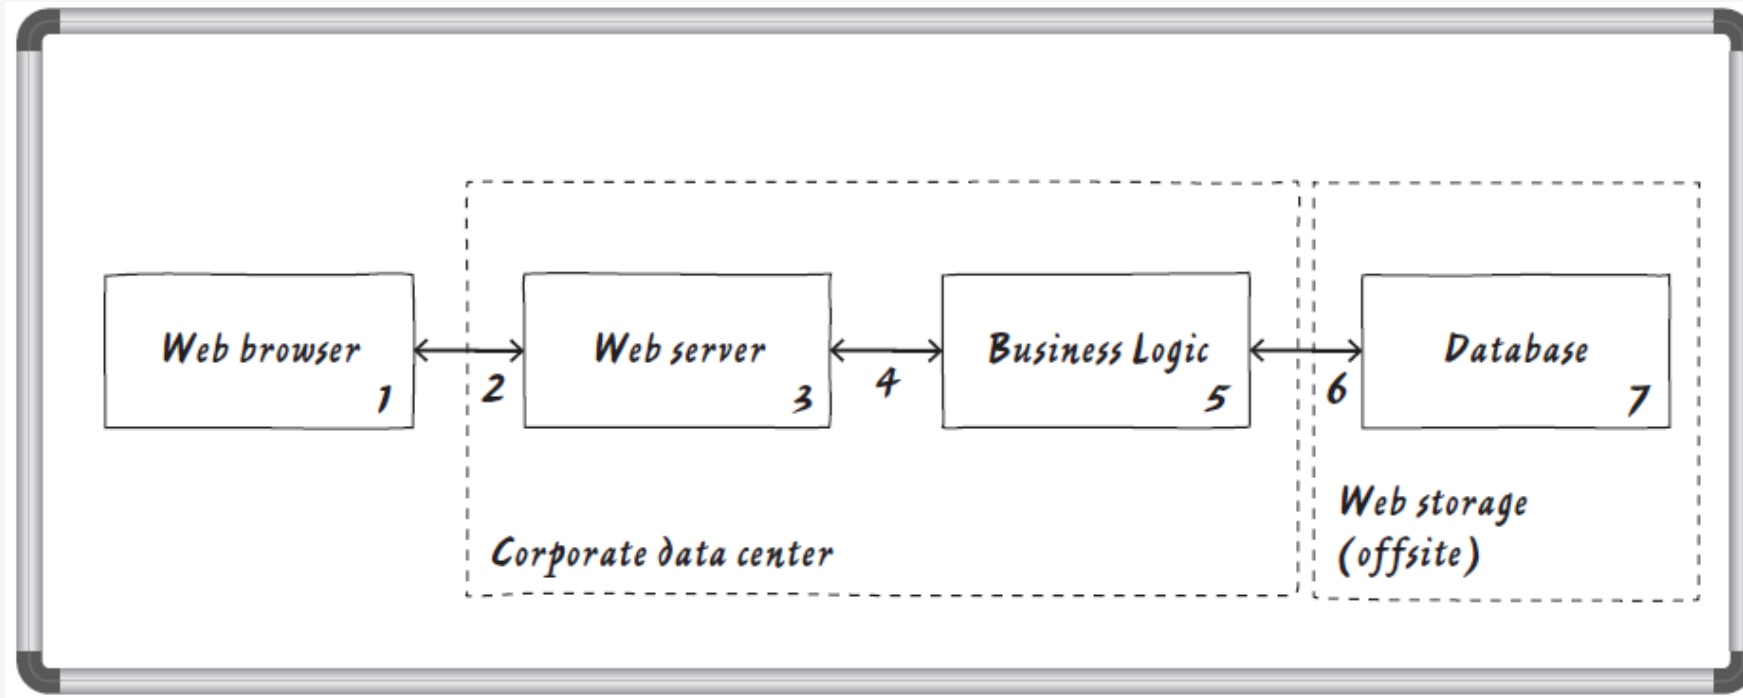 Web browser
1
2
Web server
3
4
Business Logic
5
6
Database
7
Corporate data center
Web storage
(offsite)